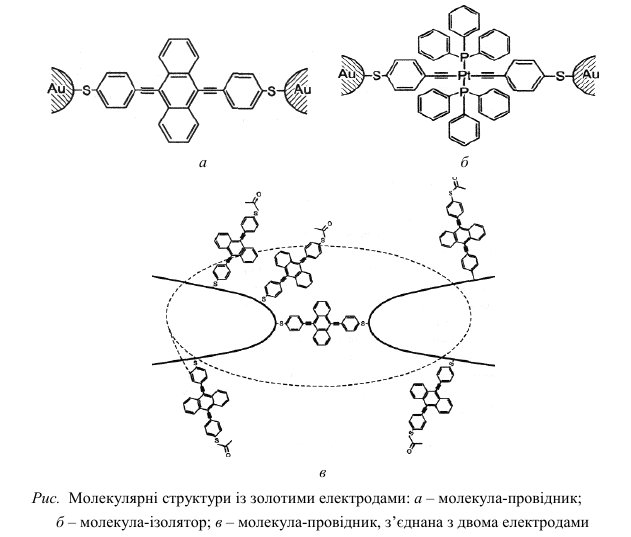 Au S S Au
Au S P Pt P S Au
а б
O S S
O S S
O S S
S S
S S O
S S O
в
Рис. Молекулярні структури із золотими електродами: а – молекула-провідник;
б – молекула-ізолятор; в – молекула-провідник, з’єднана з двома електродами